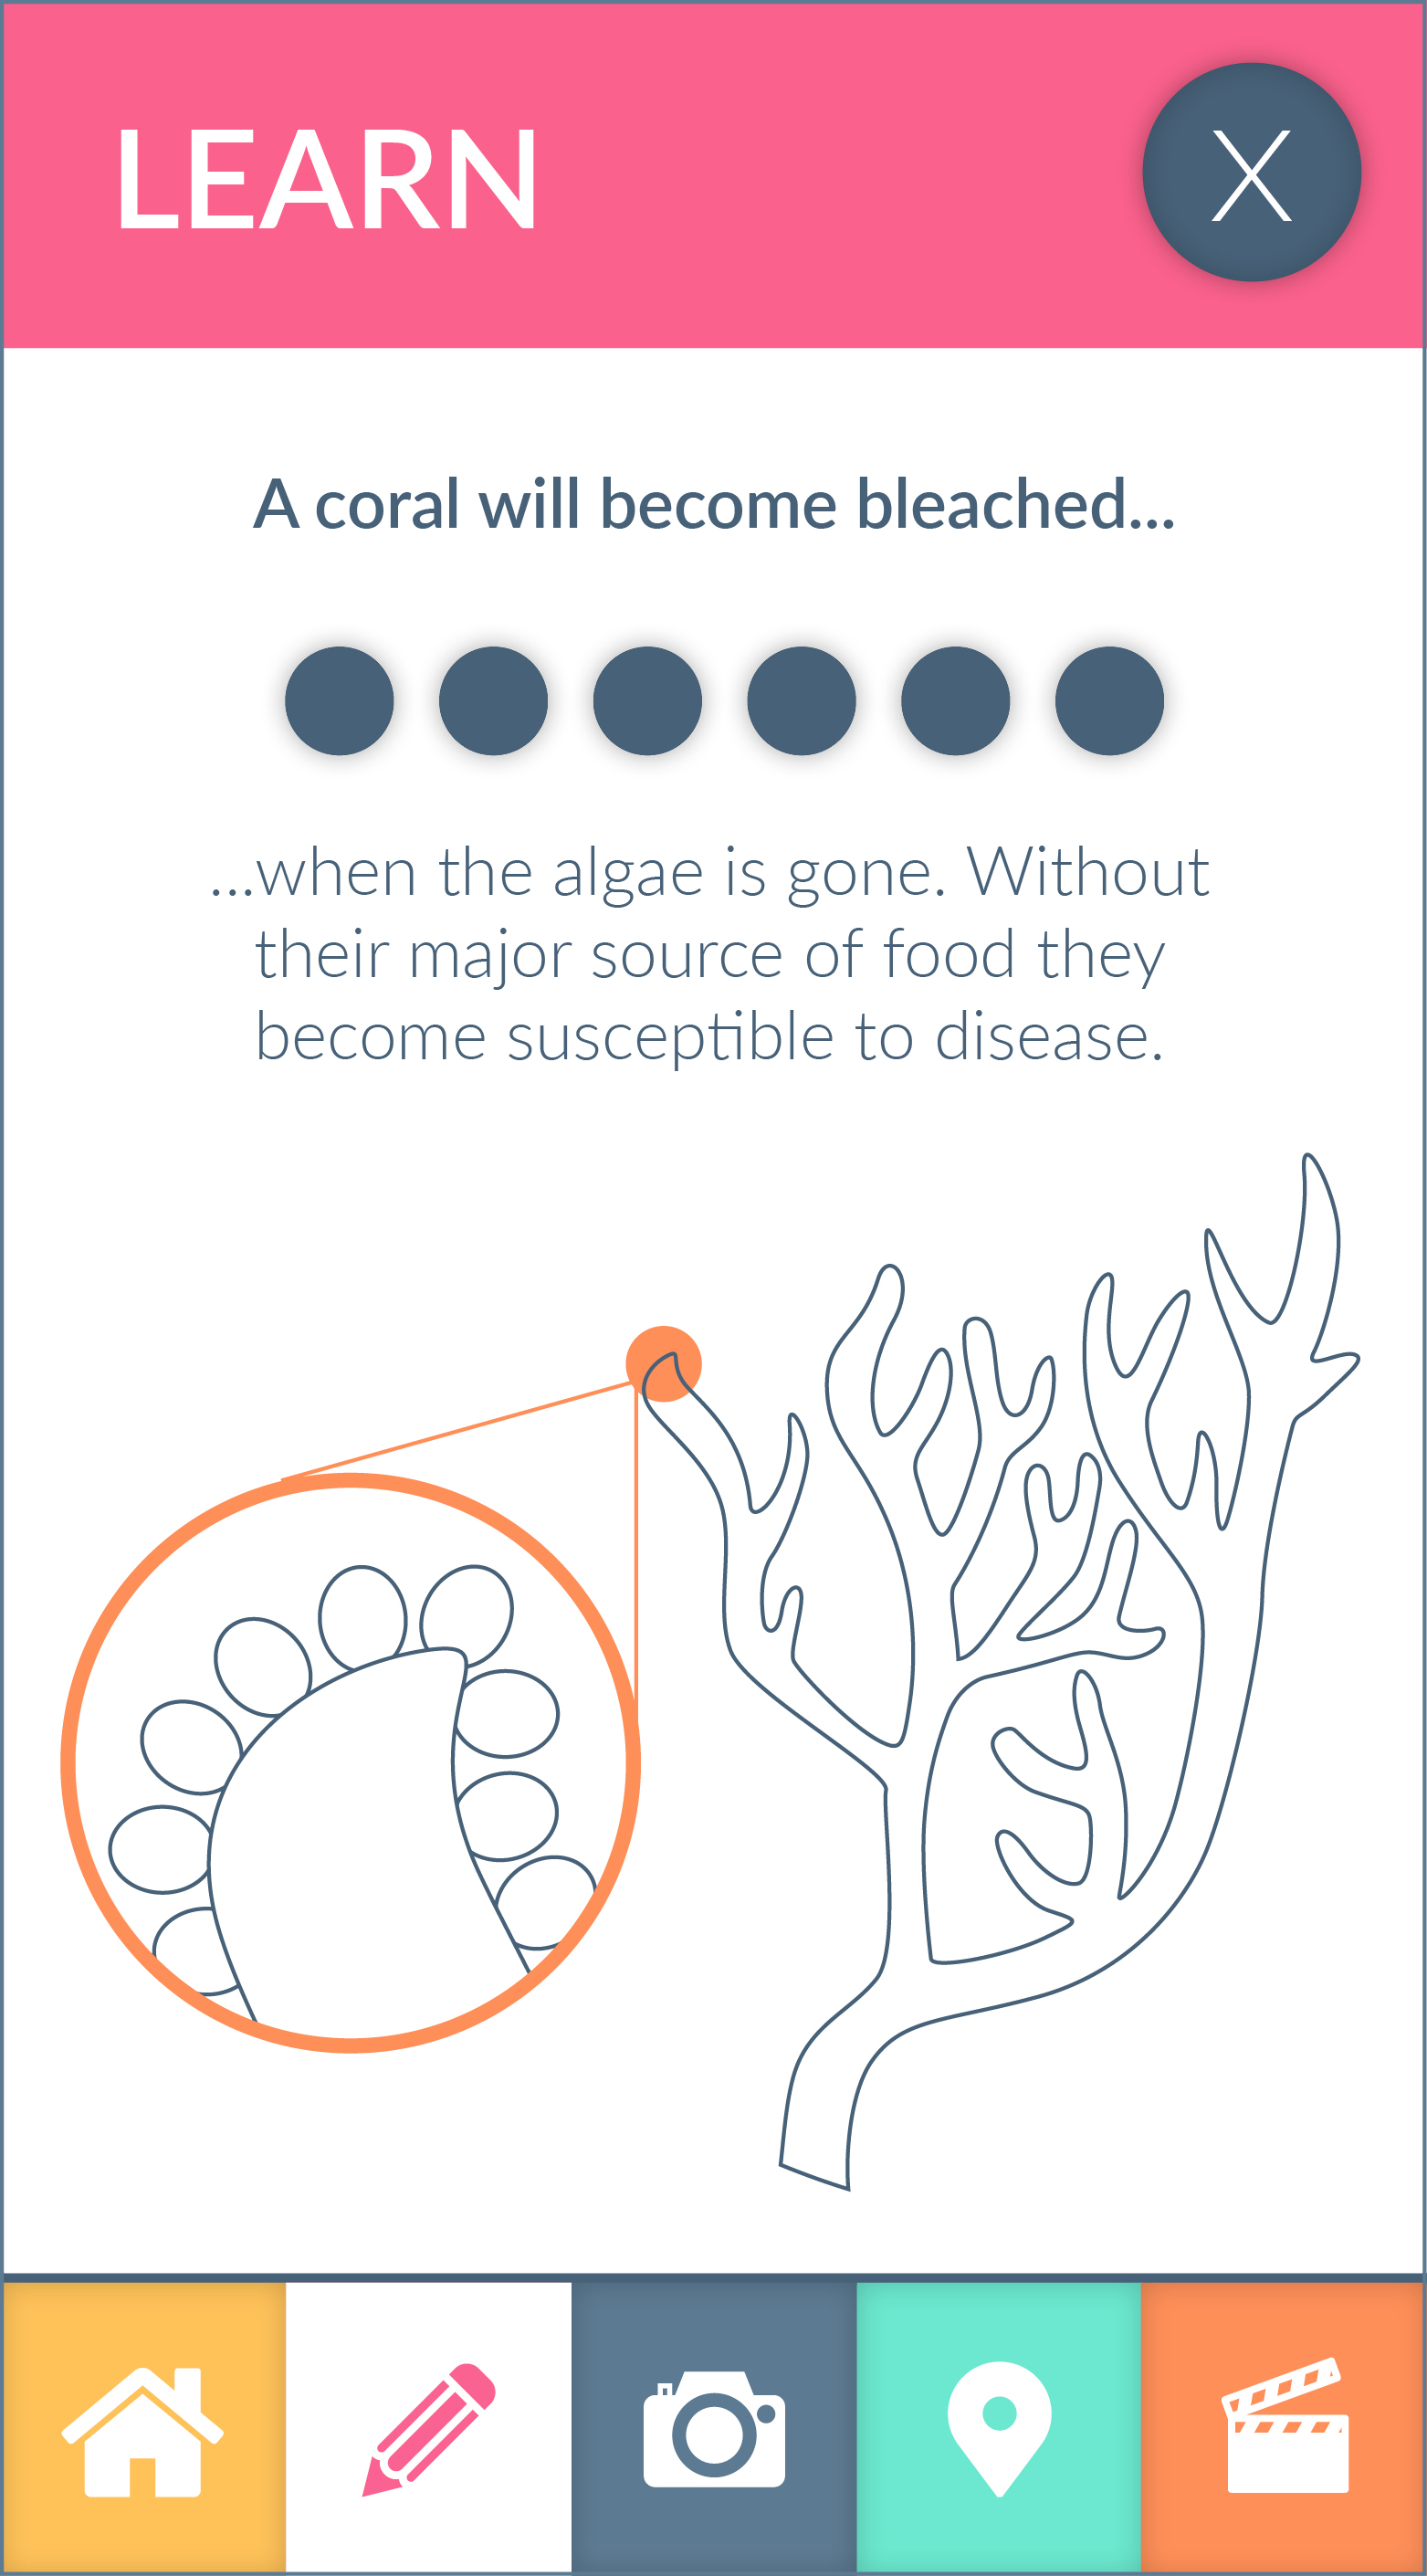 LEARN
X
A coral will become bleached...
...when the algae is gone. Without
their major source of food they
become susceptible to disease.